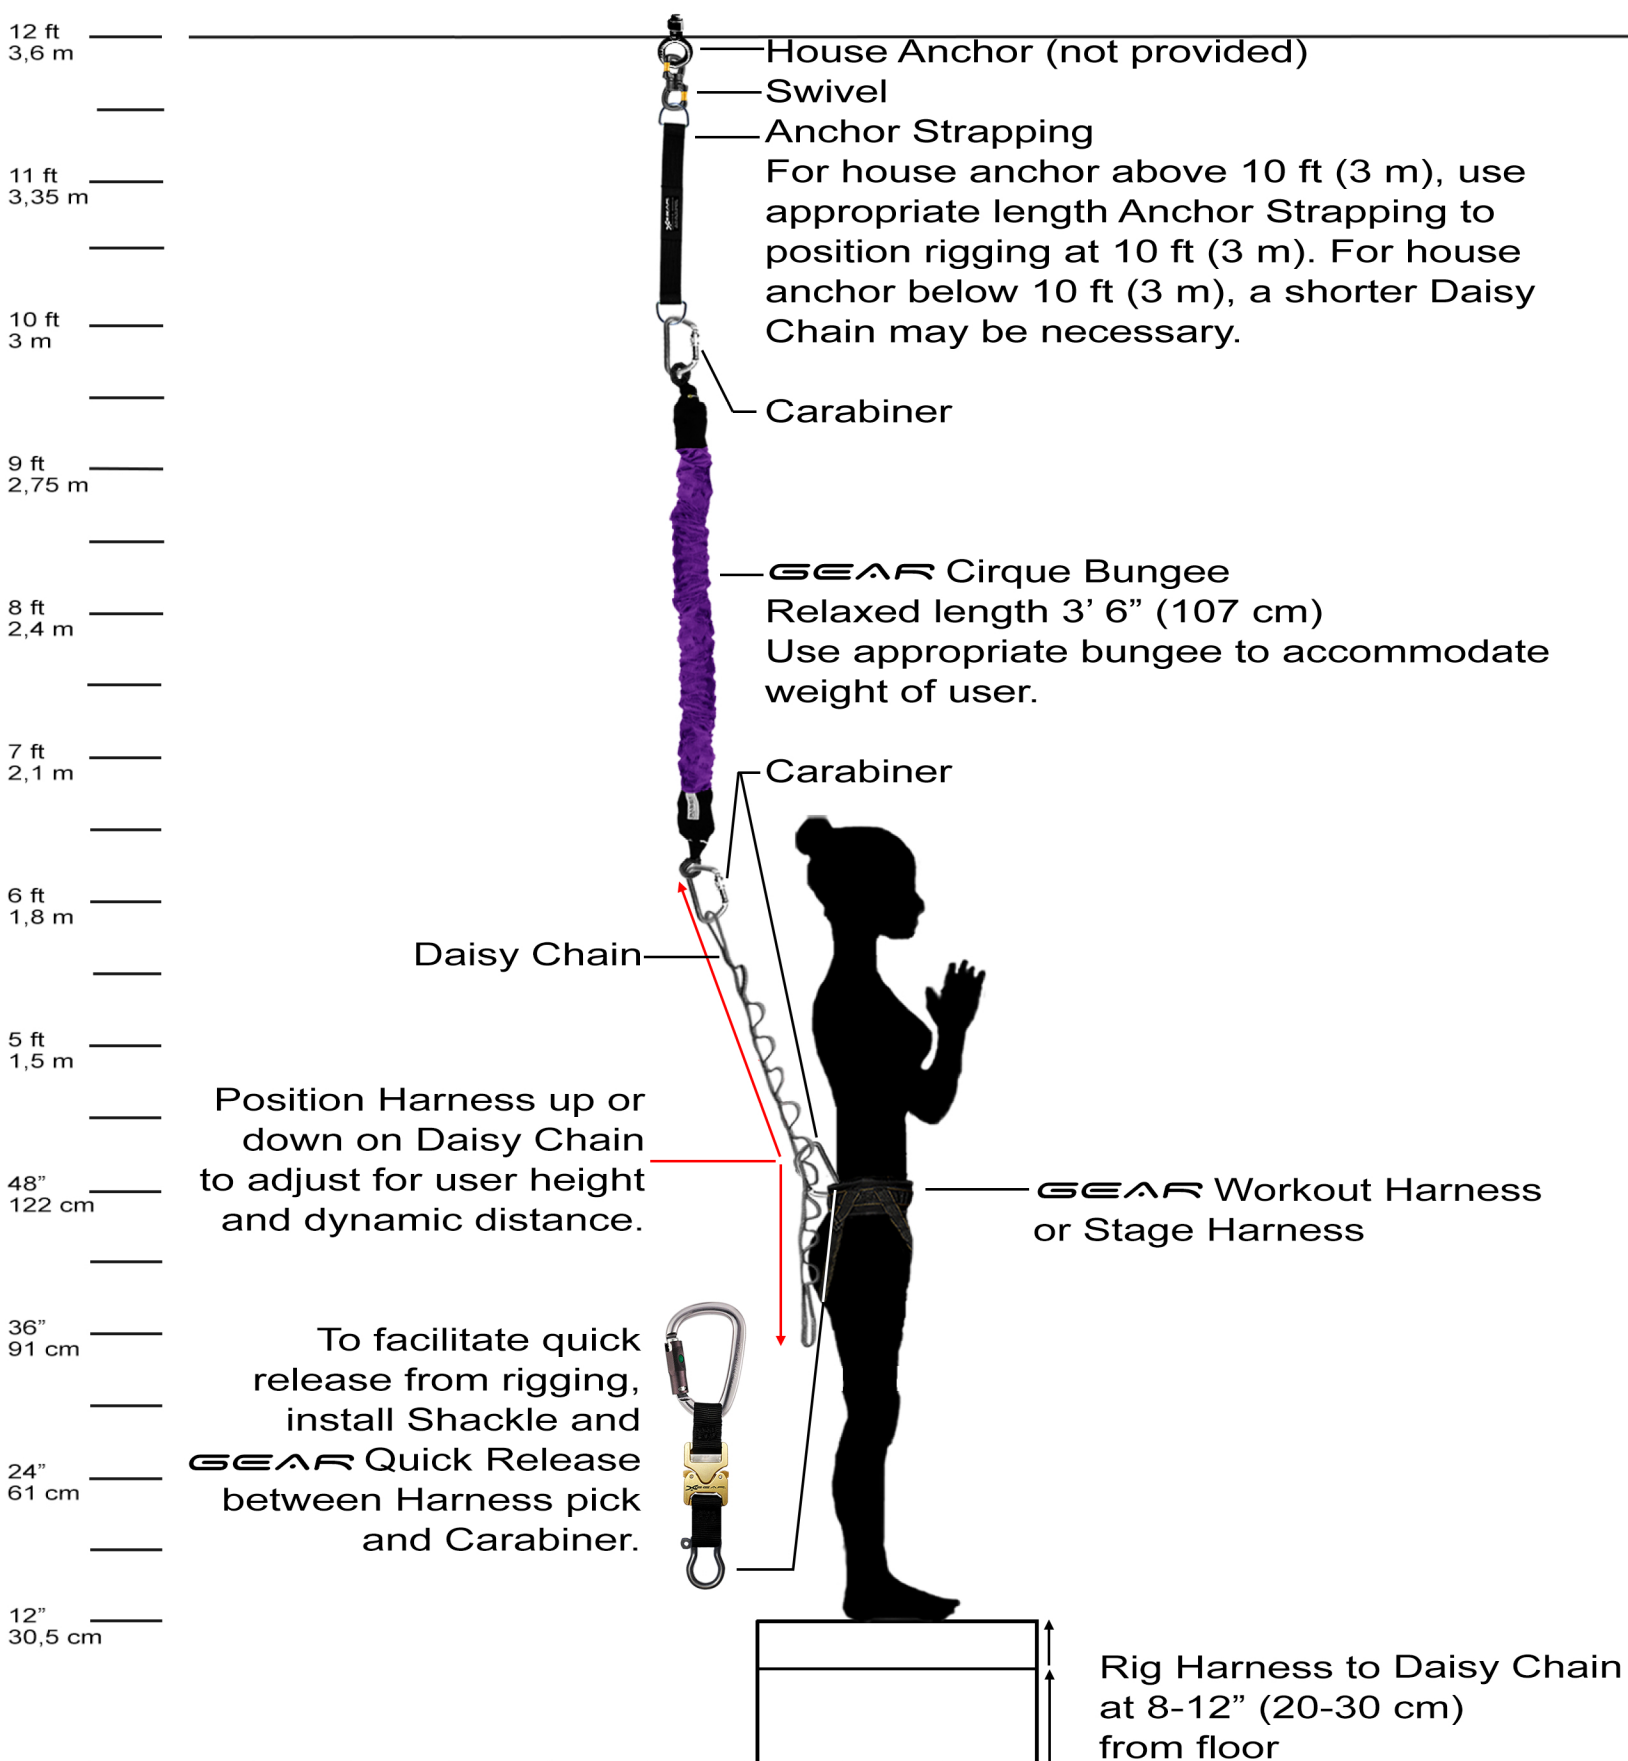 12 ft
3,6 m
11 ft
3,35 m
10 ft
3 m
9 ft
2,75 m
8 ft
2,4 m
7 ft
2,1 m
6 ft
1,8 m
5 ft
1,5 m
48”
122 cm
36”
91 cm
24”
61 cm
12”
30,5 cm
House Anchor (not provided)
Swivel
Anchor Strapping
For house anchor above 10 ft (3 m), use
appropriate length Anchor Strapping to
position rigging at 10 ft (3 m). For house
anchor below 10 ft (3 m), a shorter Daisy
Chain may be necessary.
Carabiner
GEAR Cirque Bungee
Relaxed length 3’ 6” (107 cm)
Use appropriate bungee to accommodate
weight of user.
Carabiner
Daisy Chain
Position Harness up or
down on Daisy Chain
to adjust for user height
and dynamic distance.
GEAR Workout Harness
or Stage Harness
To facilitate quick
release from rigging,
install Shackle and
GEAR Quick Release
between Harness pick
and Carabiner.
XGEAR
XGEAR
Rig Harness to Daisy Chain
at 8-12” (20-30 cm)
from floor